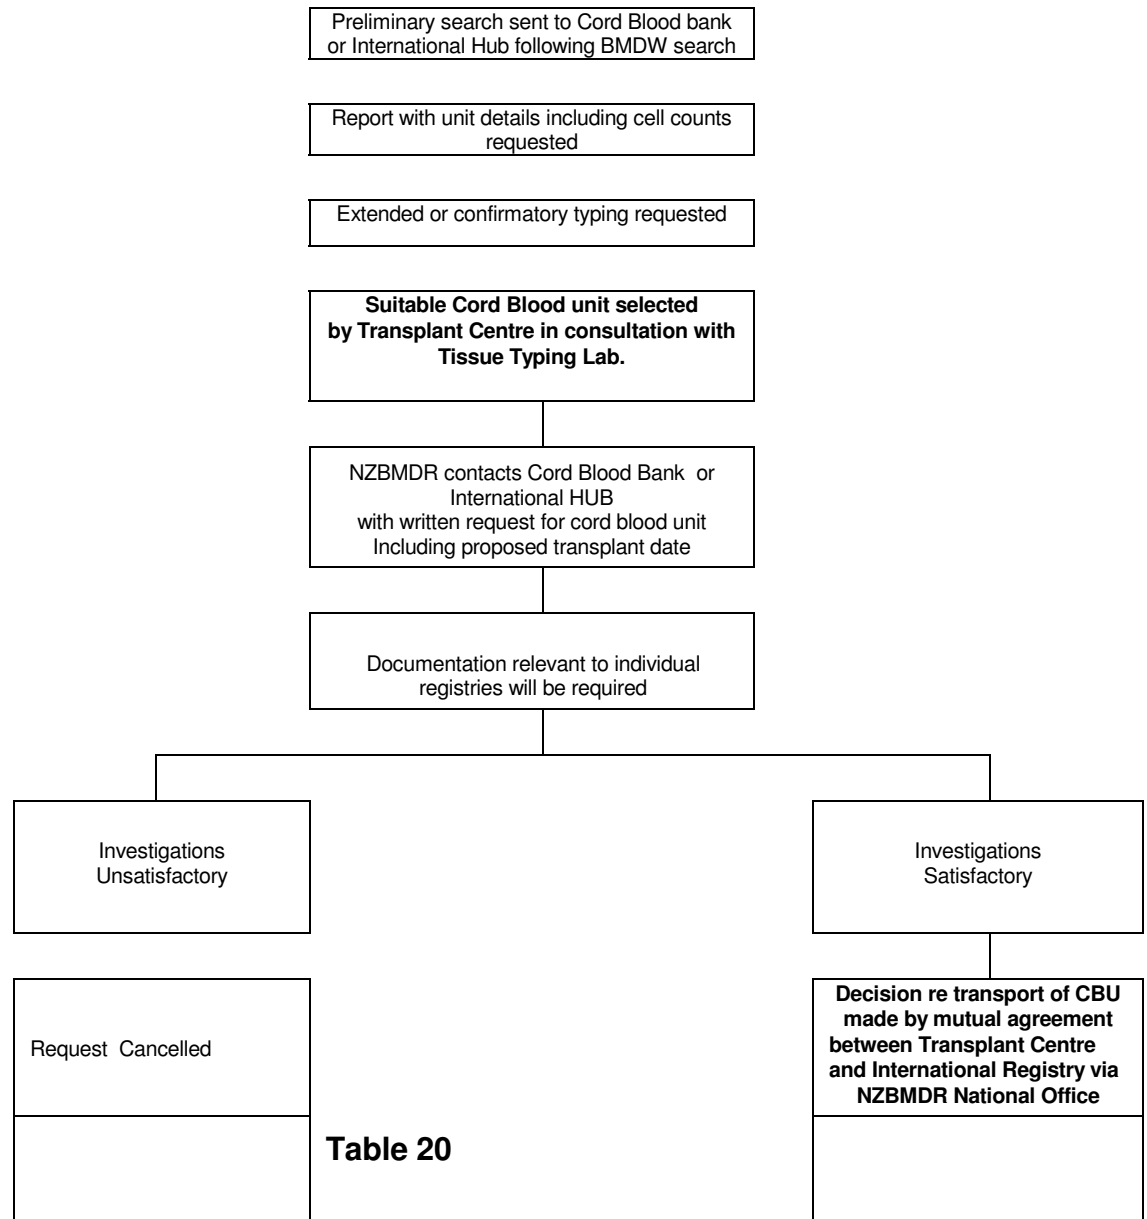 Preliminary search sent to Cord Blood bank
or International Hub following BMDW search
Report with unit details including cell counts
requested
Extended or confirmatory typing requested
Suitable Cord Blood unit selected
by Transplant Centre in consultation with
Tissue Typing Lab.
NZBMDR contacts Cord Blood Bank or
International HUB
with written request for cord blood unit
Including proposed transplant date
Documentation relevant to individual
registries will be required
Investigations
Unsatisfactory
Investigations
Satisfactory
Request Cancelled
Decision re transport of CBU
made by mutual agreement
between Transplant Centre
and International Registry via
NZBMDR National Office
Table 20